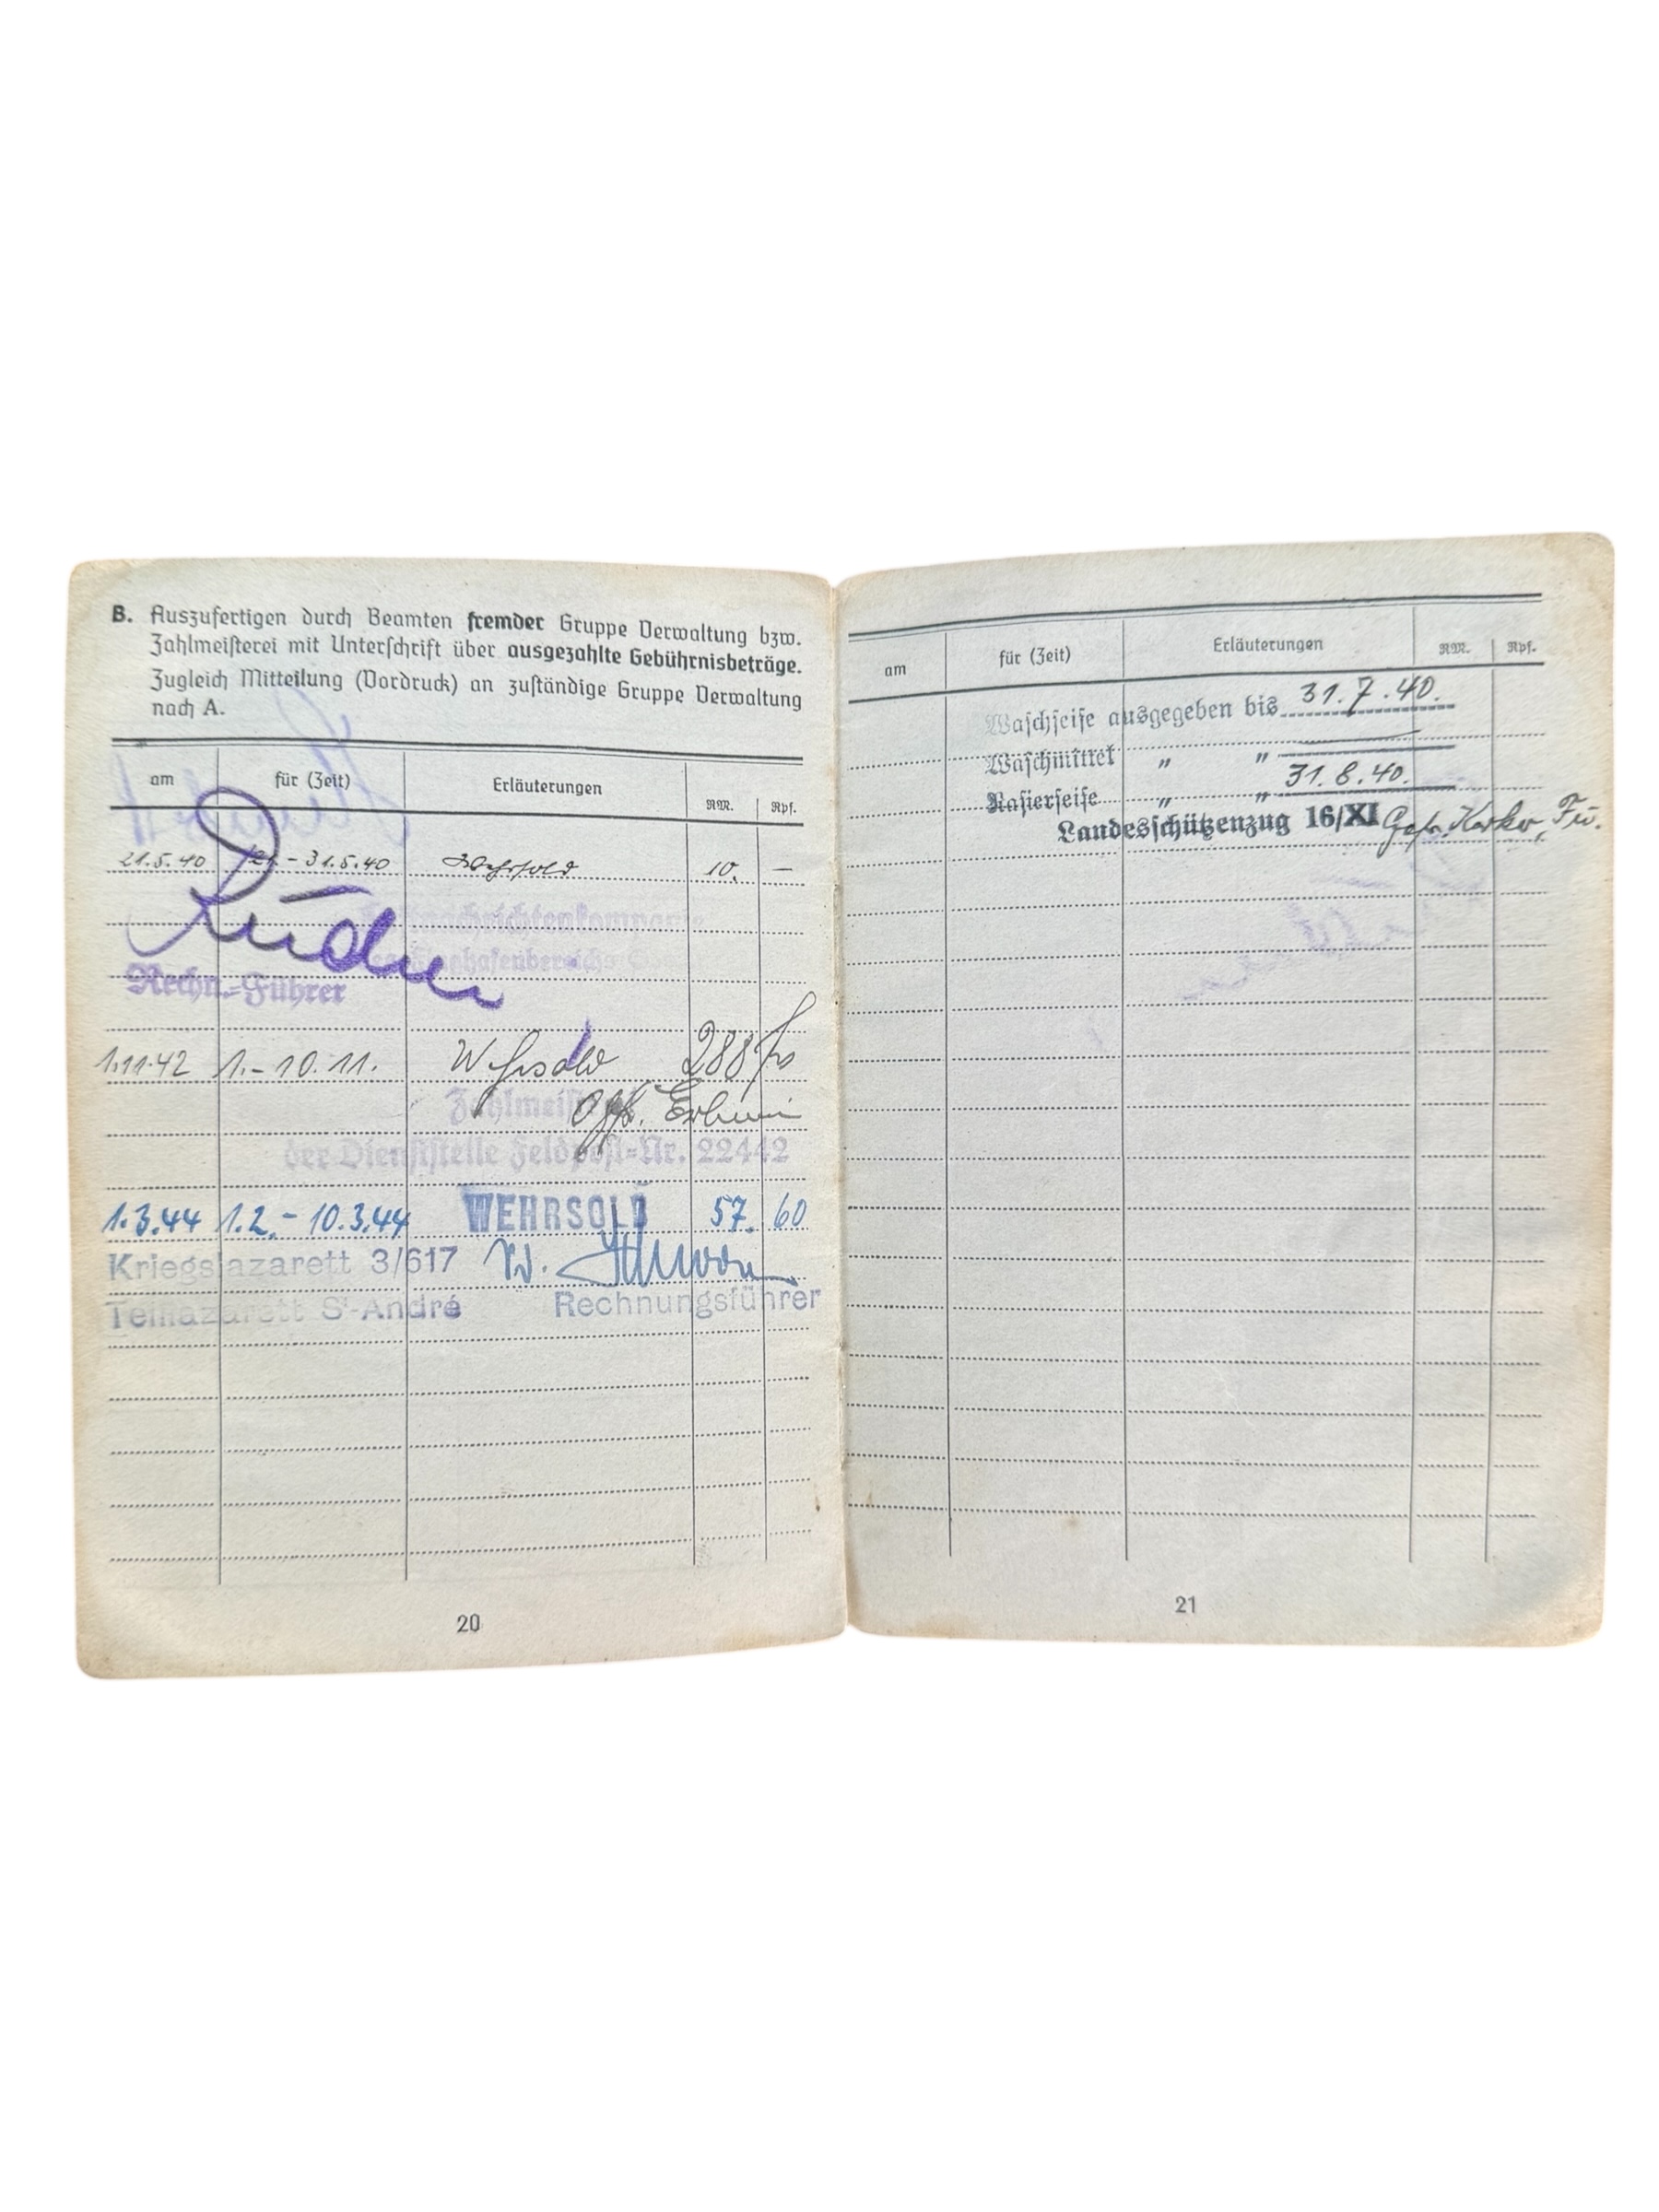 B. Auszufertigen durch Beamten fremder Gruppe Verwaltung bzw.
Zahlmeisterei mit Unterschrift über ausgezahlte Gebührnisbeträge.
Zugleich Mitteilung (Vordruck) an zuständige Gruppe Verwaltung
nach A.
am für (Zeit) Erläuterungen RM. Rpf.
21.5.40 21.-31.5.40 Wehrsold 10. —
Rechn.-Führer
1.11.42 1.-10.11. Wehrsold 288 frs
der Dienststelle Feldpost-Nr. 22442
1.3.44 1.2.-10.3.44 WEHRSOLD 57. 60
Kriegslazarett 3/617 W.
Teillazarett St-André Rechnungsführer
20
am für (Zeit) Erläuterungen RM. Rpf.
Waschseife ausgegeben bis 31.7.40.
Waschmittel " " —
Rasierseife " " 31.8.40.
Landesschützenzug 16/XI Gefr.
21